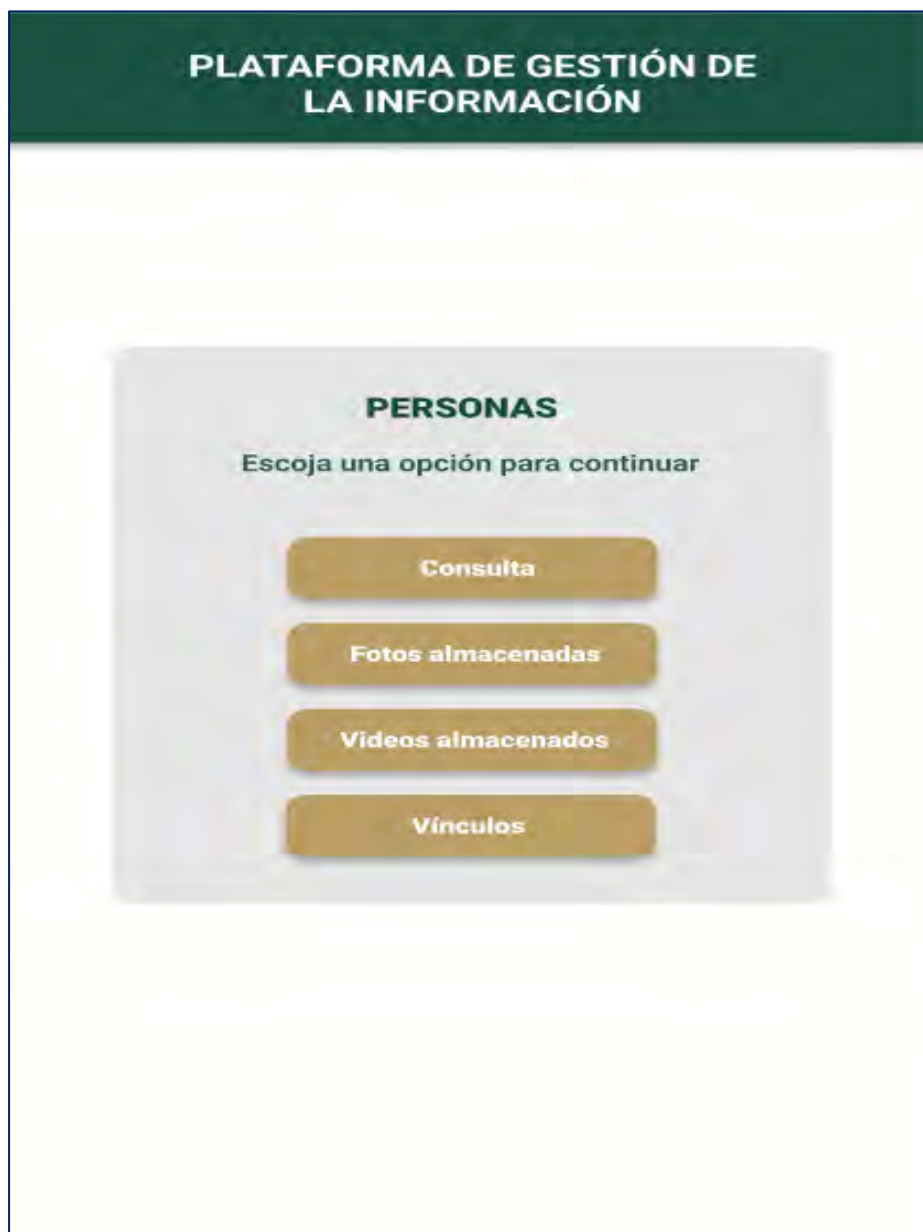 PLATAFORMA DE GESTIÓN DE
LA INFORMACIÓN
PERSONAS
Escoja una opción para continuar
Consulta
Fotos almacenadas
Videos almacenados
Vínculos